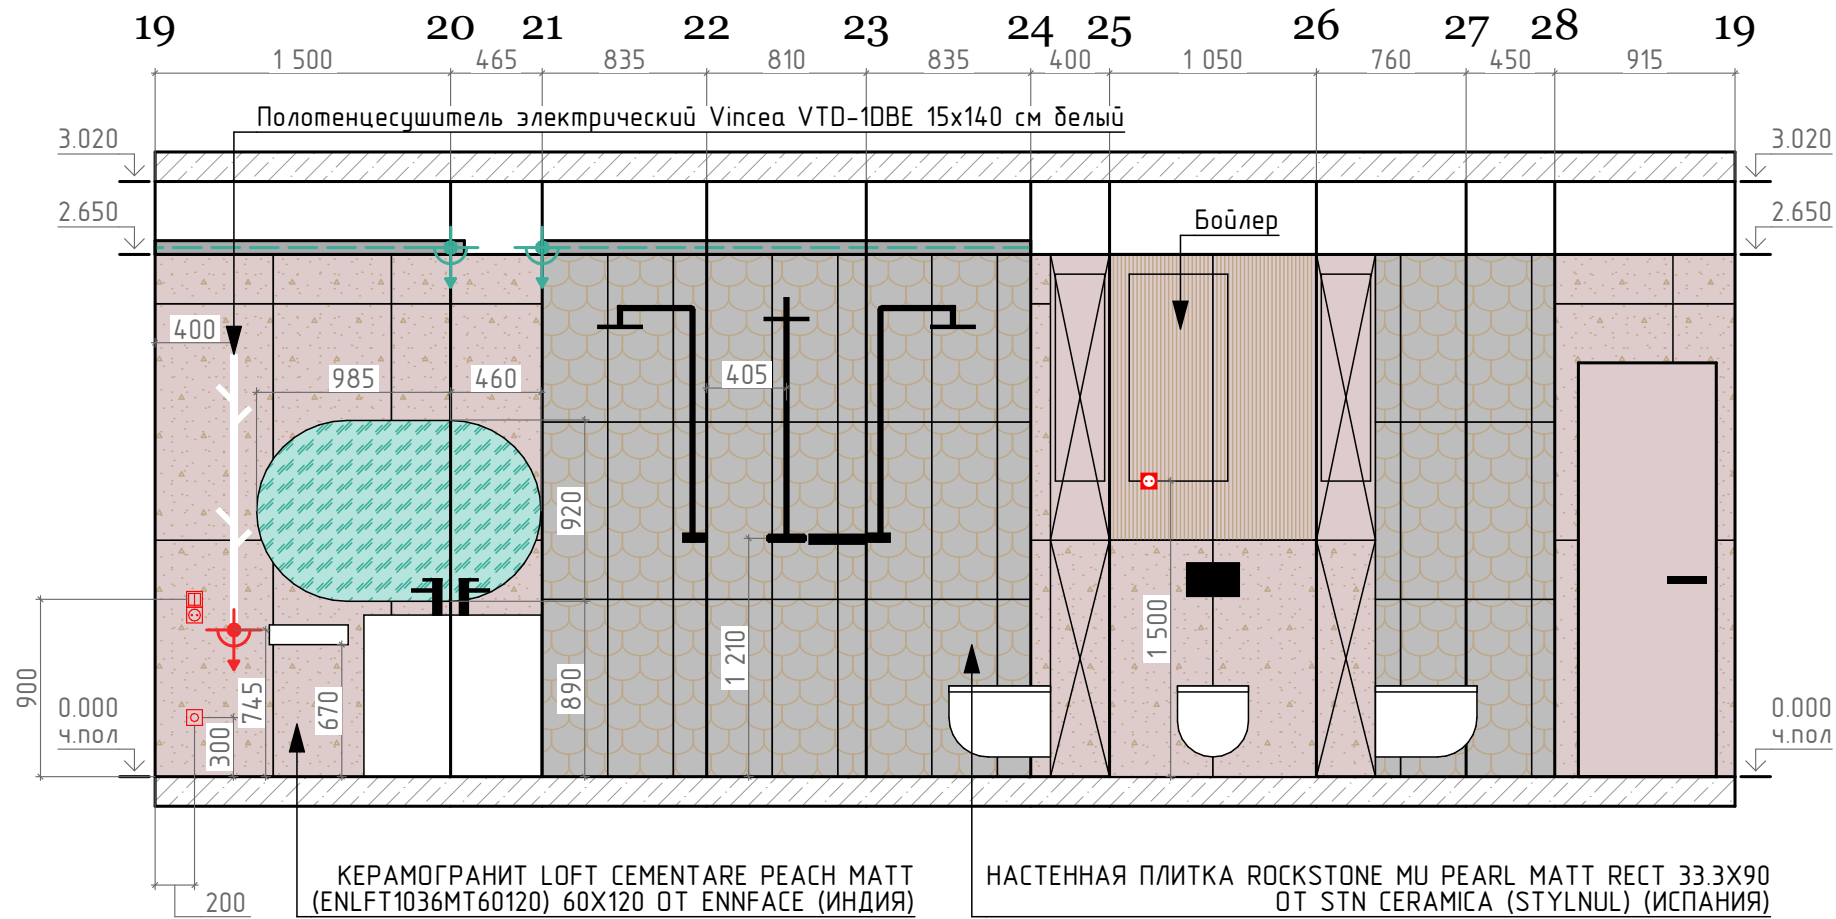 19 20 21 22 23 24 25 26 27 28 19
1 500 465 835 810 835 400 1 050 760 450 915
Полотенцесушитель электрический Vincea VTD-1DBE 15x140 см белый
3.020 3.020
2.650 2.650
Бойлер
400
985 460 405
920
900
745
670
300
890
1 210
1 500
0.000 0.000
ч.пол ч.пол
200
КЕРАМОГРАНИТ LOFT CEMENTARE PEACH MATT
(ENLFT1036MT60120) 60X120 ОТ ENNFACE (ИНДИЯ)
НАСТЕННАЯ ПЛИТКА ROCKSTONE MU PEARL MATT RECT 33.3X90
ОТ STN CERAMICA (STYLNUL) (ИСПАНИЯ)